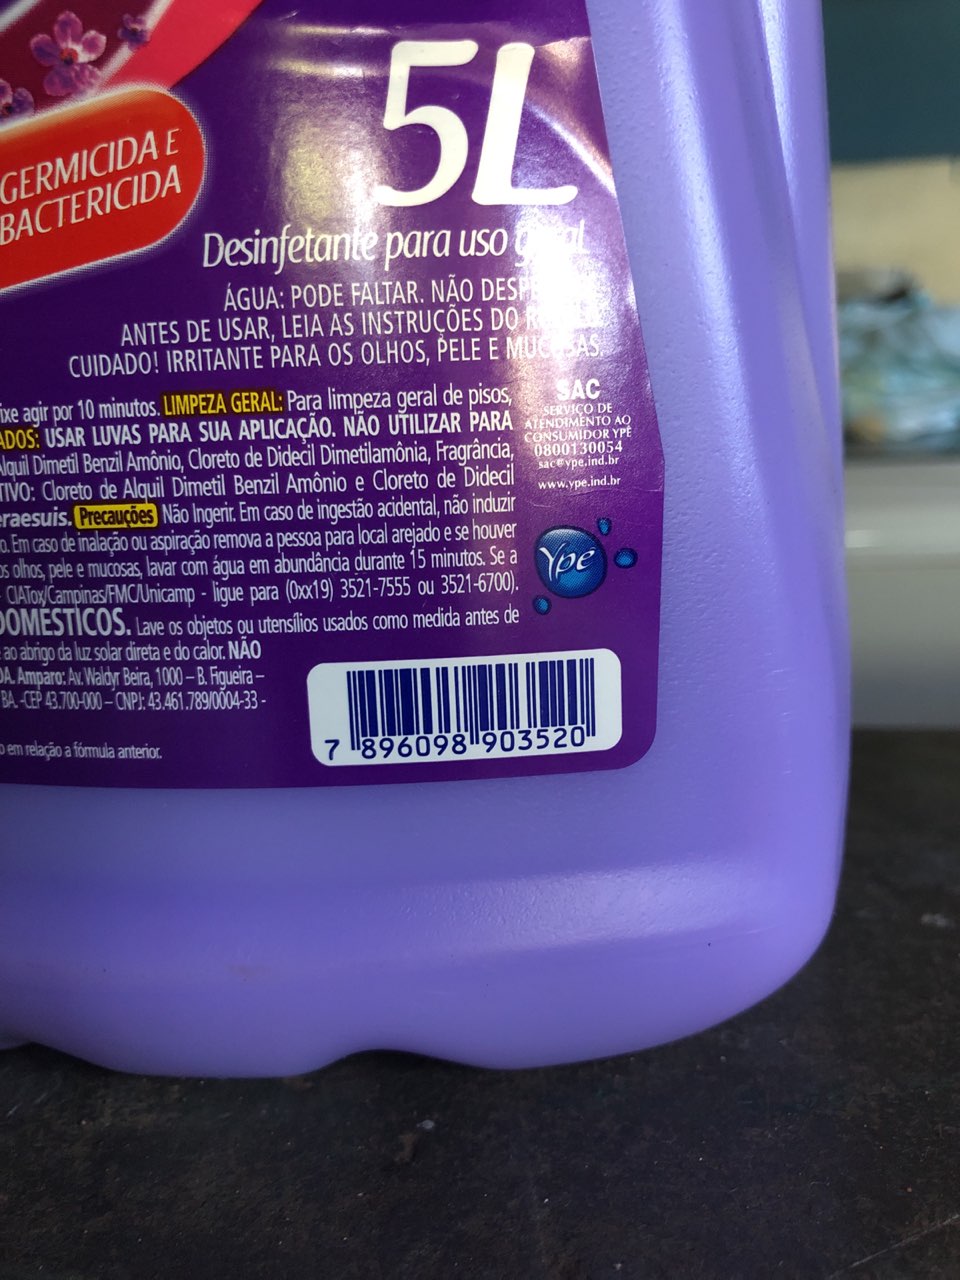 5L
GERMICIDA E
BACTERICIDA
Desinfetante para uso geral
ÁGUA: PODE FALTAR. NÃO
ANTES DE USAR, LEIA AS INSTRUÇÕES DO
CUIDADO! IRRITANTE PARA OS OLHOS, PELE E MUCOSAS.
agir por 10 minutos. LIMPEZA GERAL: Para limpeza geral de pisos,
USAR LUVAS PARA SUA APLICAÇÃO. NÃO UTILIZAR PARA
Alquil Dimetil Benzil Amônio, Cloreto de Didecil Dimetilamônia, Fragrância,
TIVO: Cloreto de Alquil Dimetil Benzil Amônio e Cloreto de Didecil
raesuis. Precauções Não Ingerir. Em caso de ingestão acidental, não induzir
o. Em caso de inalação ou aspiração remova a pessoa para local arejado e se houver
os olhos, pele e mucosas, lavar com água em abundância durante 15 minutos. Se a
- CIATox/Campinas/FMC/Unicamp - ligue para (0xx19) 3521-7555 ou 3521-6700).
DOMÉSTICOS. Lave os objetos ou utensílios usados como medida antes de
ao abrigo da luz solar direta e do calor. NÃO
DA. Amparo: Av. Waldyr Beira, 1000 – B. Figueira –
BA. -CEP 43.700-000 – CNPJ: 43.461.789/0004-33 -
o em relação a fórmula anterior.
SAC
SERVIÇO DE
ATENDIMENTO AO
CONSUMIDOR YPÊ
0800130054
sac@ype.ind.br
www.ype.ind.br
Ypê
7 896098 903520